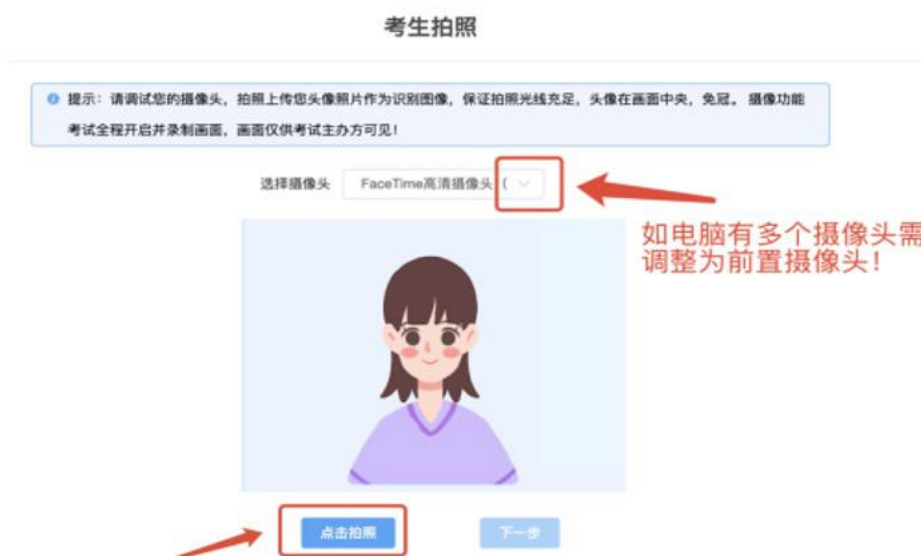 考生拍照
提示：请调试您的摄像头，拍照上传您头像照片作为识别图像，保证拍照光线充足，头像在画面中央，免冠。摄像功能
考试全程开启并录制画面，画面仅供考试主办方可见！
选择摄像头 FaceTime高清摄像头（
如电脑有多个摄像头需
调整为前置摄像头！
点击拍照 下一步